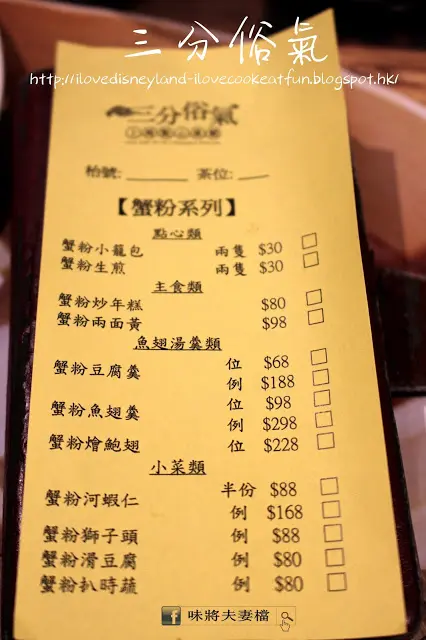 三分俗氣
http://ilovedisneyland-ilovecookeatfun.blogspot.hk/
三分俗氣
枱號: 茶位:
【蟹粉系列】
點心類
蟹粉小籠包 兩隻 $30
蟹粉生煎 兩隻 $30
主食類
蟹粉炒年糕 $80
蟹粉兩面黃 $98
魚翅湯羹類
蟹粉豆腐羹 位 $68
例 $188
蟹粉魚翅羹 位 $98
例 $298
蟹粉燴鮑翅 位 $228
小菜類
蟹粉河蝦仁 半份 $88
例 $168
蟹粉獅子頭 例 $88
蟹粉滑豆腐 例 $80
蟹粉扒時蔬 例 $80
f 味將夫妻檔